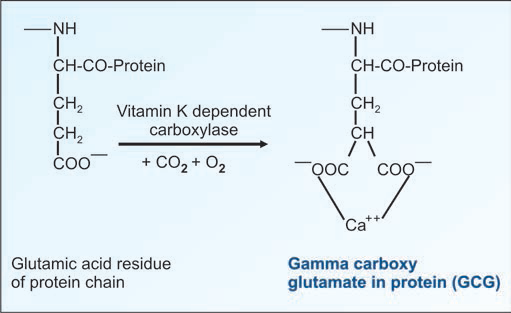 —NH
CH-CO-Protein
CH₂
CH₂
COO—
Vitamin K dependent
carboxylase
+ CO₂ + O₂
—NH
CH-CO-Protein
CH₂
CH
—OOC COO—
Ca⁺⁺
Glutamic acid residue
of protein chain
Gamma carboxy
glutamate in protein (GCG)